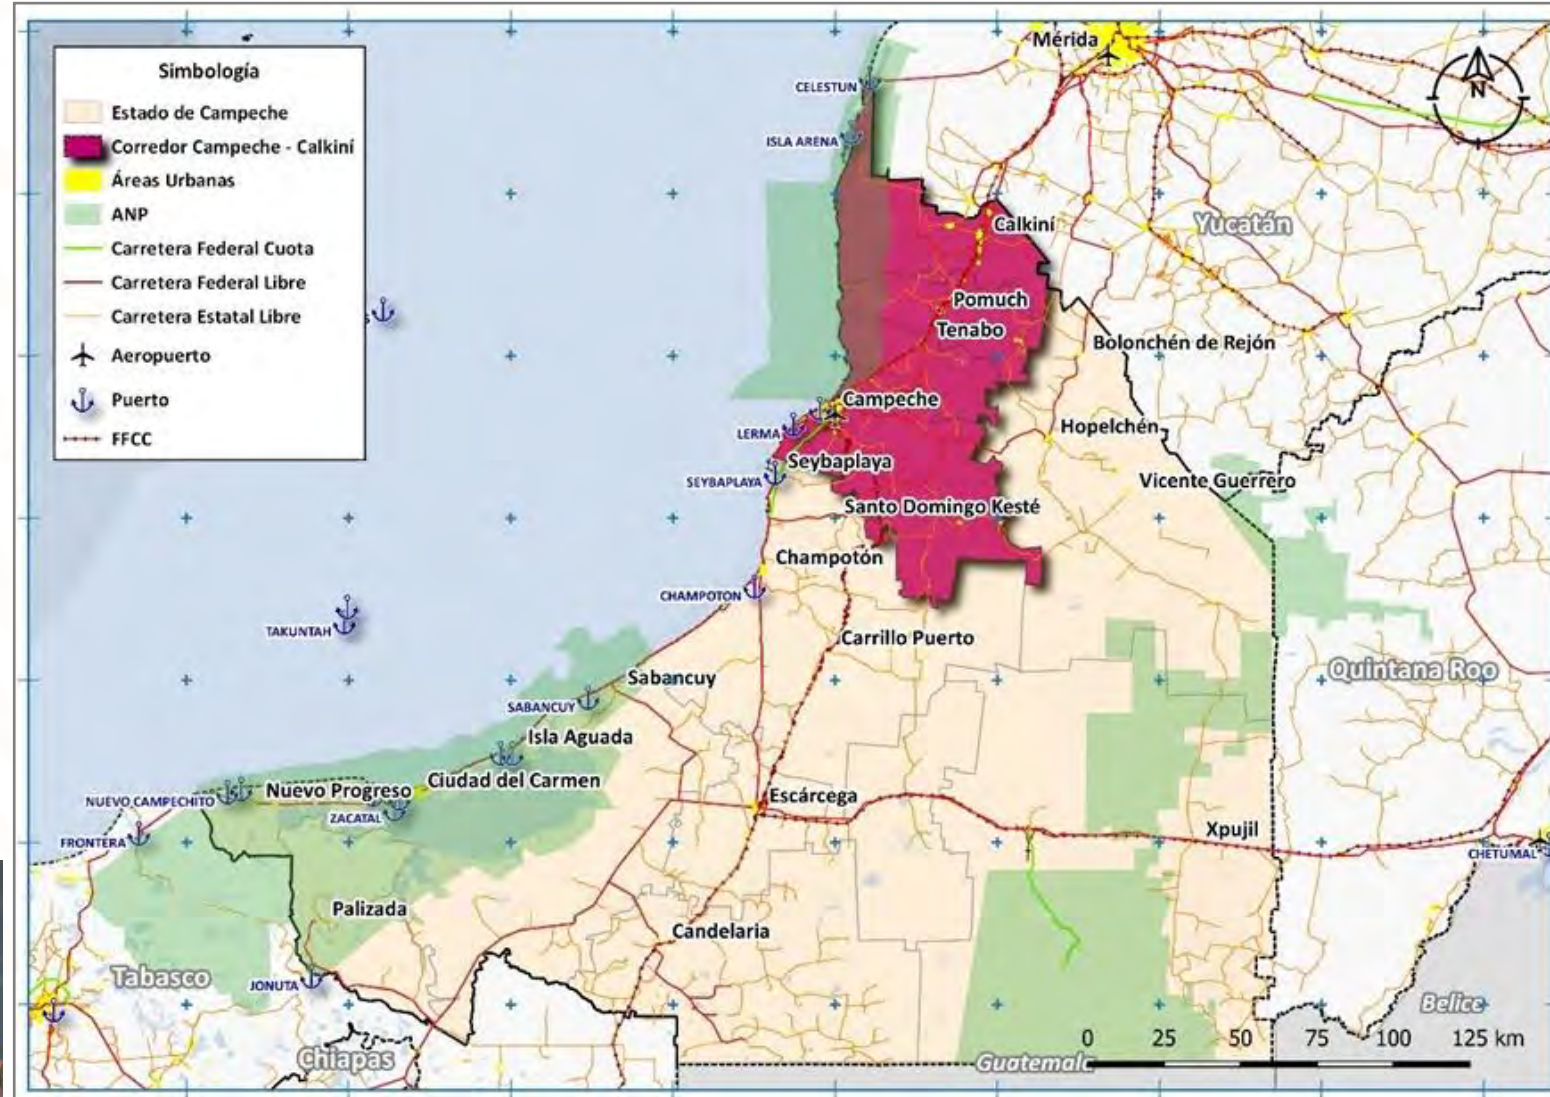 Simbología
Estado de Campeche
Corredor Campeche - Calkiní
Áreas Urbanas
ANP
Carretera Federal Cuota
Carretera Federal Libre
Carretera Estatal Libre
Aeropuerto
Puerto
FFCC
Mérida
N
CELESTUN
ISLA ARENA
Calkiní
Yucatán
Pomuch
Tenabo
Bolonchén de Rejón
Campeche
LERMA
Hopelchén
Seybaplaya
SEYBAPLAYA
Vicente Guerrero
Santo Domingo Kesté
Champotón
CHAMPOTON
TAKUNTAH
Carrillo Puerto
Quintana Roo
Sabancuy
SABANCUY
Isla Aguada
Ciudad del Carmen
Nuevo Progreso
NUEVO CAMPECHITO
ZACATAL
Escárcega
FRONTERA
Xpujil
CHETUMAL
Palizada
Candelaria
Tabasco
JONUTA
Belice
0 25 50 75 100 125 km
Chiapas
Guatemala